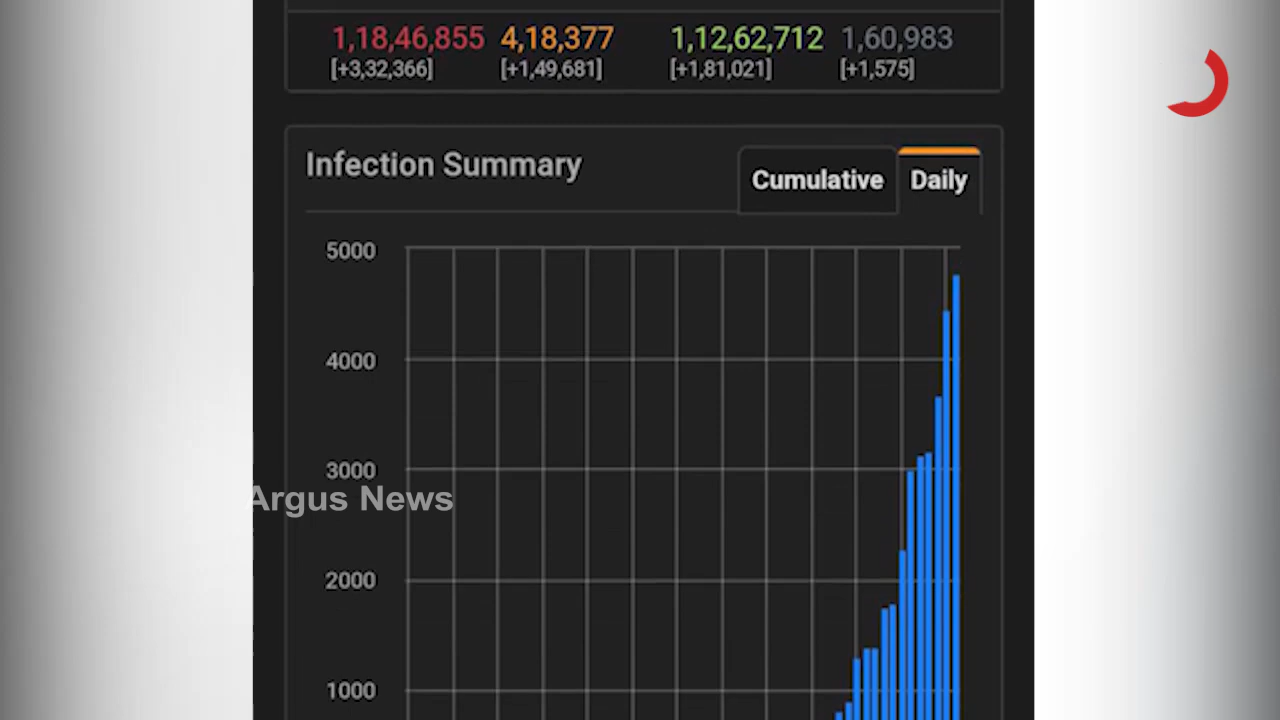 1,18,46,855 4,18,377 1,12,62,712 1,60,983
[+3,32,366] [+1,49,681] [+1,81,021] [+1,575]
Infection Summary
Cumulative Daily
5000
4000
3000
Argus News
2000
1000